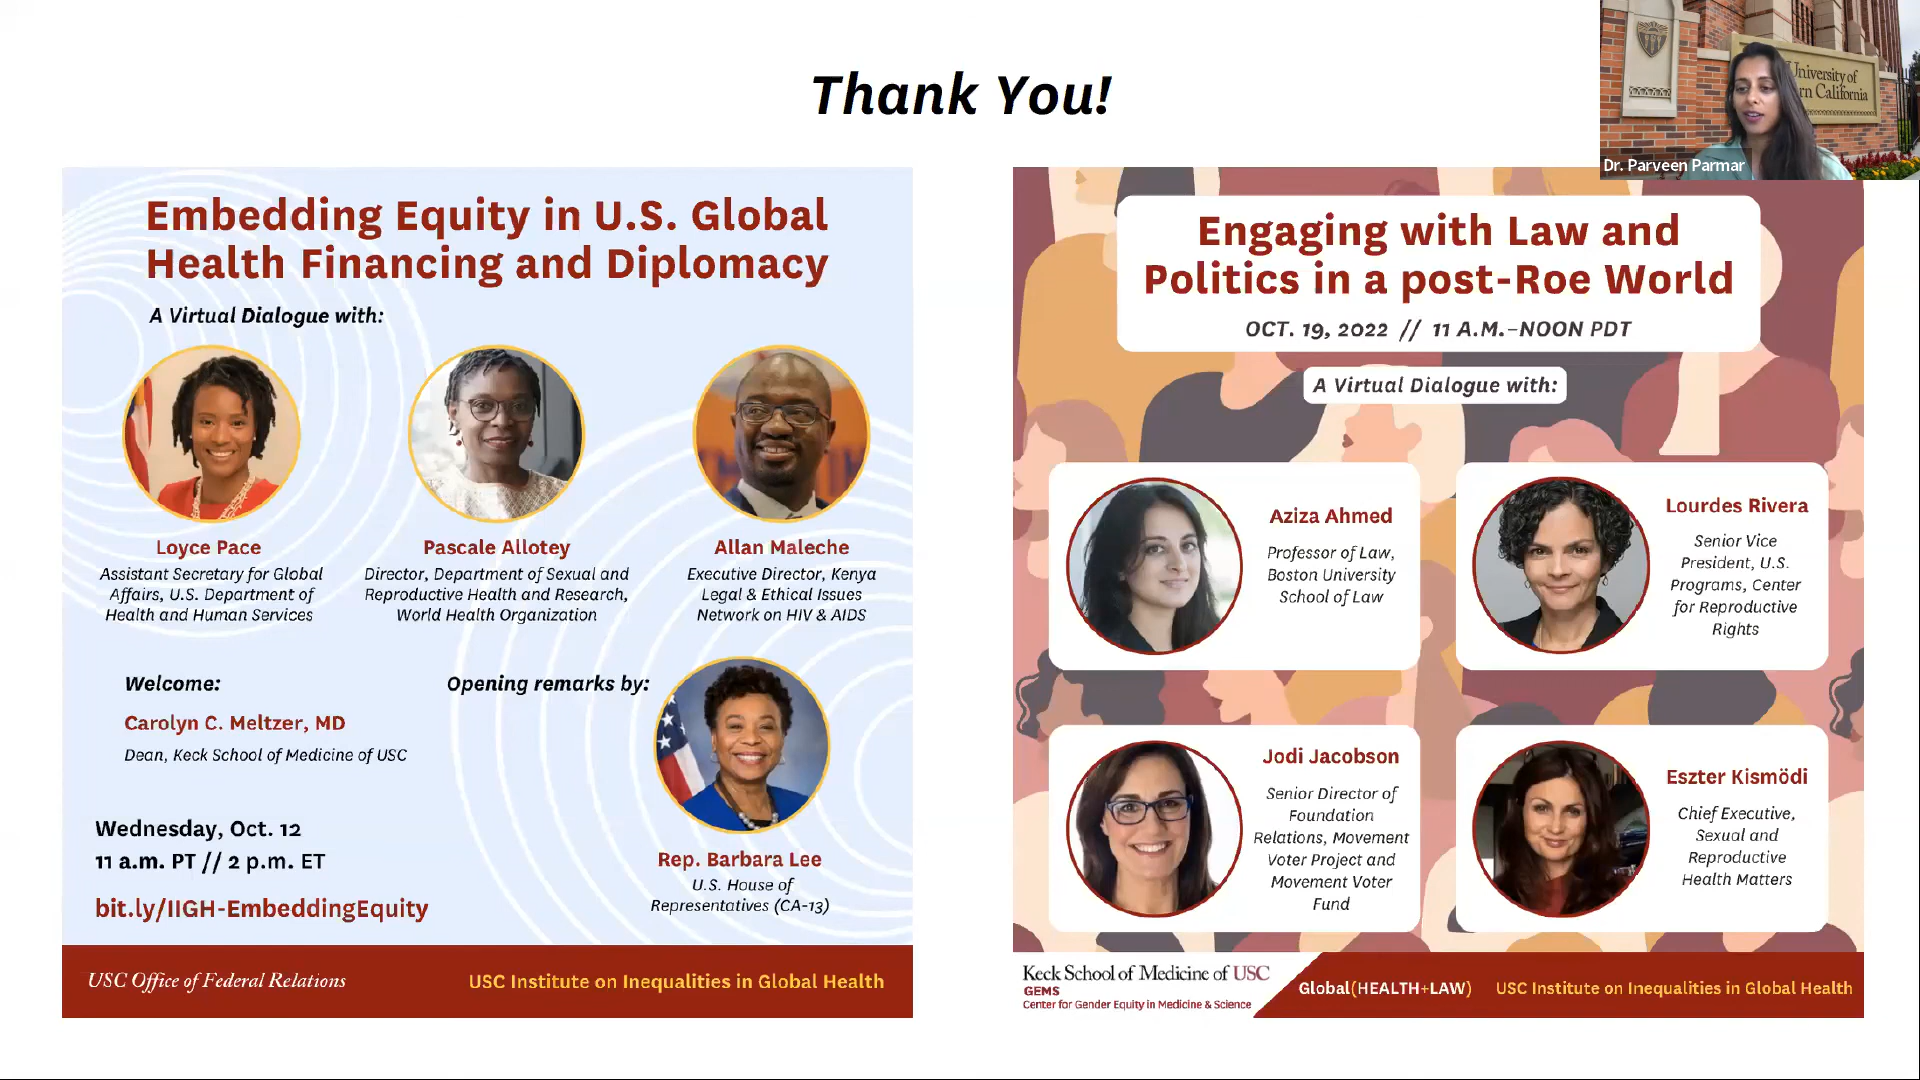 Thank You!
University of
rn California
Dr. Parveen Parmar
Embedding Equity in U.S. Global
Health Financing and Diplomacy
A Virtual Dialogue with:
Loyce Pace
Assistant Secretary for Global
Affairs, U.S. Department of
Health and Human Services
Pascale Allotey
Director, Department of Sexual and
Reproductive Health and Research,
World Health Organization
Allan Maleche
Executive Director, Kenya
Legal & Ethical Issues
Network on HIV & AIDS
Welcome:
Carolyn C. Meltzer, MD
Dean, Keck School of Medicine of USC
Opening remarks by:
Rep. Barbara Lee
U.S. House of
Representatives (CA-13)
Wednesday, Oct. 12
11 a.m. PT // 2 p.m. ET
bit.ly/IIGH-EmbeddingEquity
USC Office of Federal Relations
USC Institute on Inequalities in Global Health
Engaging with Law and
Politics in a post-Roe World
OCT. 19, 2022 // 11 A.M.–NOON PDT
A Virtual Dialogue with:
Aziza Ahmed
Professor of Law,
Boston University
School of Law
Lourdes Rivera
Senior Vice
President, U.S.
Programs, Center
for Reproductive
Rights
Jodi Jacobson
Senior Director of
Foundation
Relations, Movement
Voter Project and
Movement Voter
Fund
Eszter Kismödi
Chief Executive,
Sexual and
Reproductive
Health Matters
Keck School of Medicine of USC
GEMS
Center for Gender Equity in Medicine & Science
Global(HEALTH+LAW)
USC Institute on Inequalities in Global Health